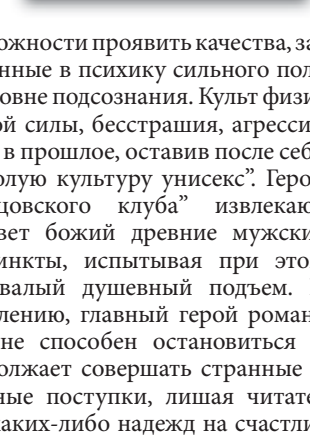 ожности проявить качества, за
нные в психику сильного пол
овне подсознания. Культ физи
ой силы, бесстрашия, агресси
в прошлое, оставив после себ
олую культуру унисекс”. Геро
цовского клуба” извлекаю
вет божий древние мужски
инкты, испытывая при это
валый душевный подъем.
лению, главный герой роман
не способен остановиться
олжает совершать странные
ные поступки, лишая читате
каких-либо надежд на счастли